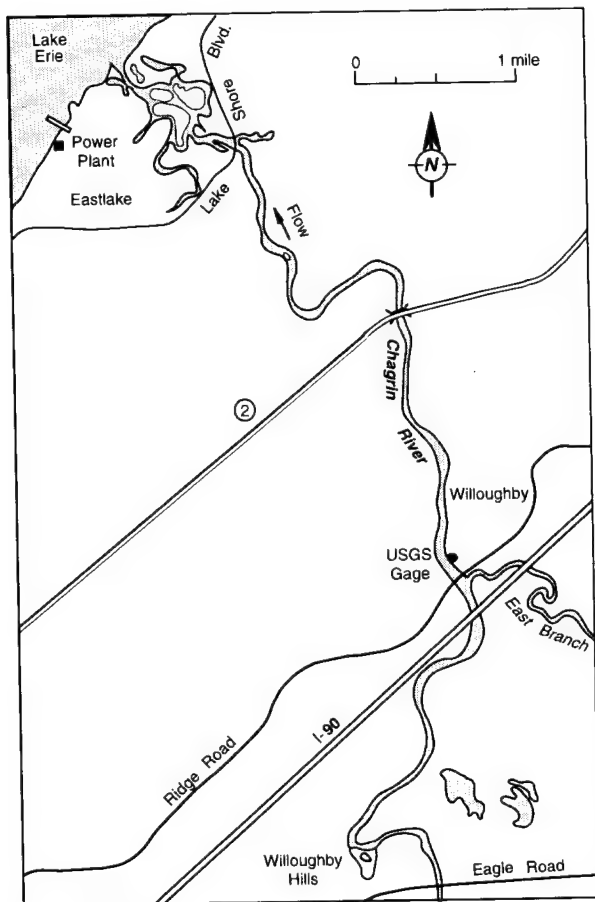 Lake
Erie
Shore Blvd.
0 1 mile
N
Power
Plant
Eastlake
Lake
Flow
Chagrin
River
2
Willoughby
USGS
Gage
East Branch
Ridge Road
I-90
Willoughby
Hills
Eagle Road